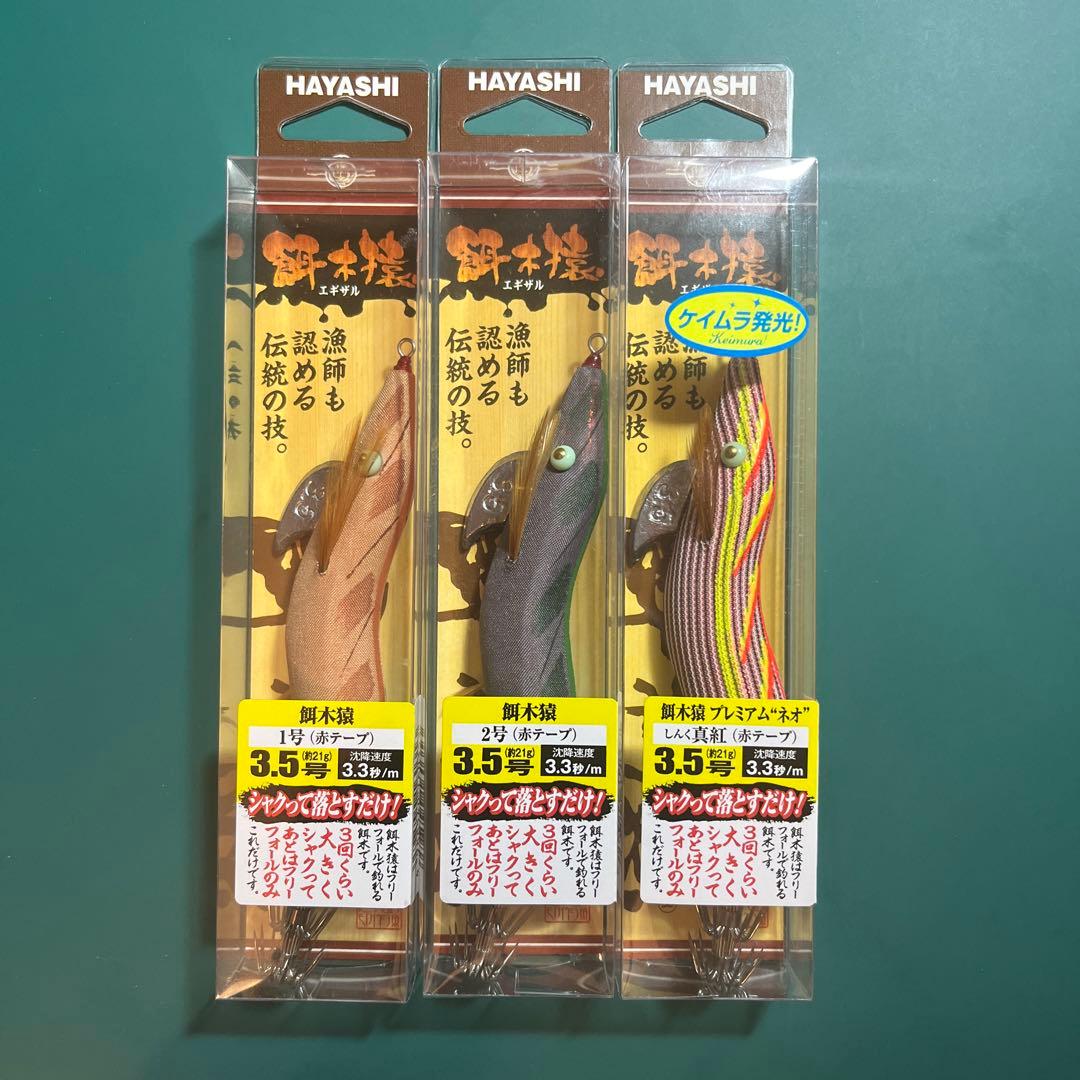 HAYASHI
餌木猿
エギザル
漁師も
認める
伝統の技。
餌木猿
1号(赤テープ)
3.5号
(約21g)
沈降速度
3.3秒/m
シャクって落とすだけ!
餌木猿はフリー
フォールで釣れる
餌木です。
3回くらい
大きく
シャクって
あとはフリー
フォールのみ
これだけです。
HAYASHI
餌木猿
エギザル
漁師も
認める
伝統の技。
餌木猿
2号(赤テープ)
3.5号
(約21g)
沈降速度
3.3秒/m
シャクって落とすだけ!
餌木猿はフリー
フォールで釣れる
餌木です。
3回くらい
大きく
シャクって
あとはフリー
フォールのみ
これだけです。
HAYASHI
餌木猿
エギザ
ケイムラ発光!
Keimura!
漁師も
認める
伝統の技。
餌木猿 プレミアム“ネオ”
しんく真紅(赤テープ)
3.5号
(約21g)
沈降速度
3.3秒/m
シャクって落とすだけ!
餌木猿はフリー
フォールで釣れる
餌木です。
3回くらい
大きく
シャクって
あとはフリー
フォールのみ
これだけです。